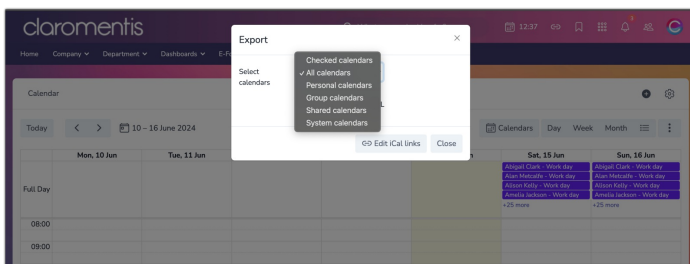 claromentis
12:37
3
Home Company Department Dashboards
Export
Select
calendars
Checked calendars
✓ All calendars
Personal calendars
Group calendars
Shared calendars
System calendars
Edit iCal links Close
Calendar
Today < > 10 – 16 June 2024 Calendars Day Week Month
Mon, 10 Jun Tue, 11 Jun Sat, 15 Jun Sun, 16 Jun
Full Day
Abigail Clark - Work day Abigail Clark - Work day
Alan Metcalfe - Work day Alan Metcalfe - Work day
Alison Kelly - Work day Alison Kelly - Work day
Amelia Jackson - Work day Amelia Jackson - Work day
+25 more +25 more
08:00
09:00